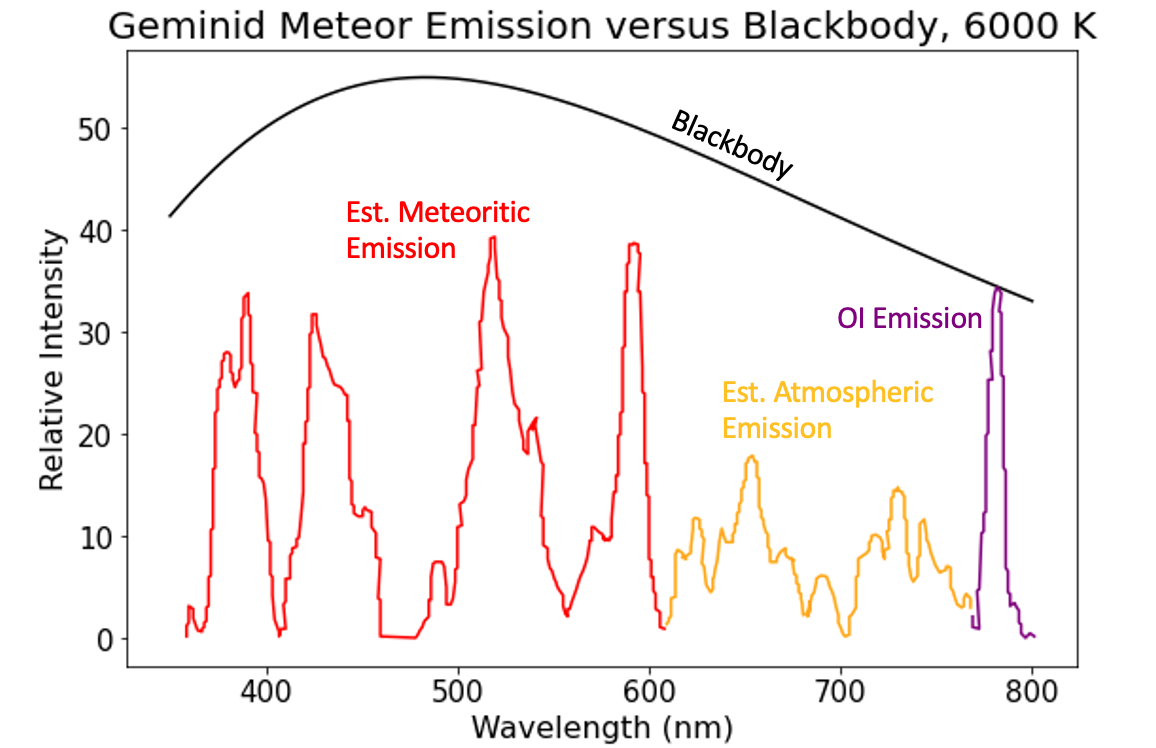 Geminid Meteor Emission versus Blackbody, 6000 K
Relative Intensity
50
40
30
20
10
0
Blackbody
Est. Meteoritic
Emission
OI Emission
Est. Atmospheric
Emission
400
500
600
700
800
Wavelength (nm)